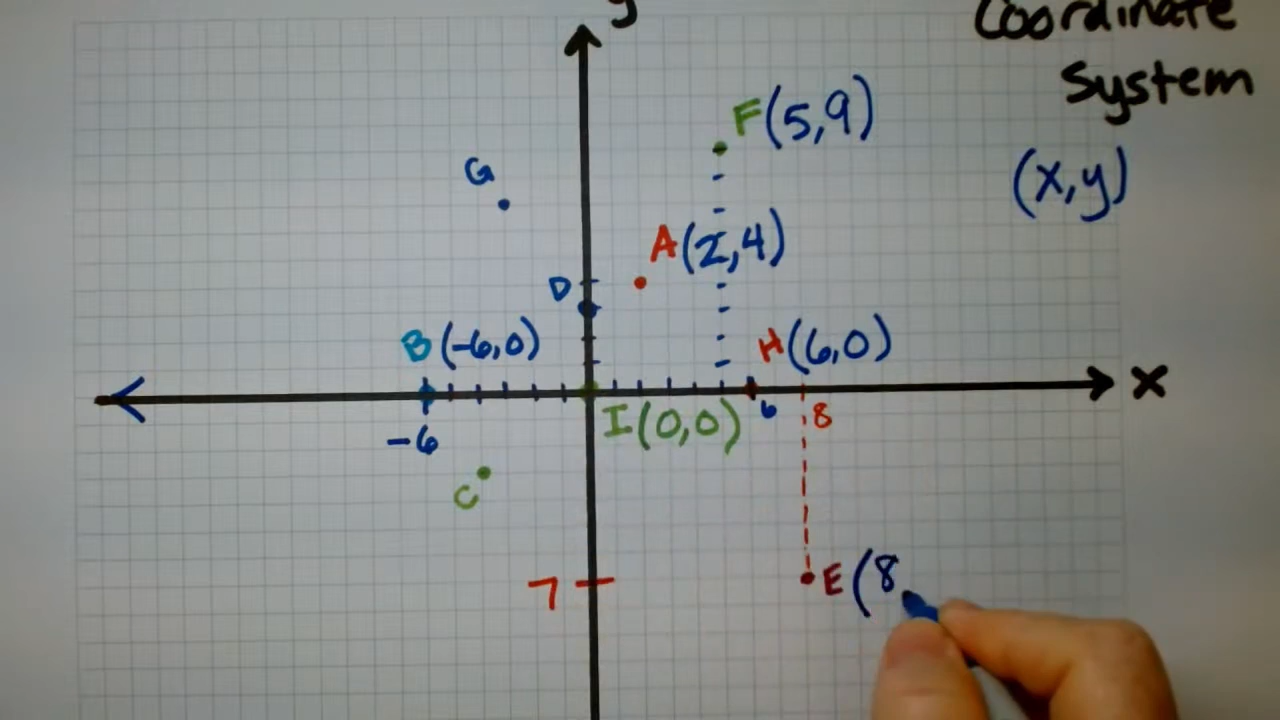 y
Coordinate
System
F(5,9)
G
(x,y)
A(2,4)
D
B(-6,0)
H(6,0)
x
-6
I(0,0)
6
8
C
7
E(8